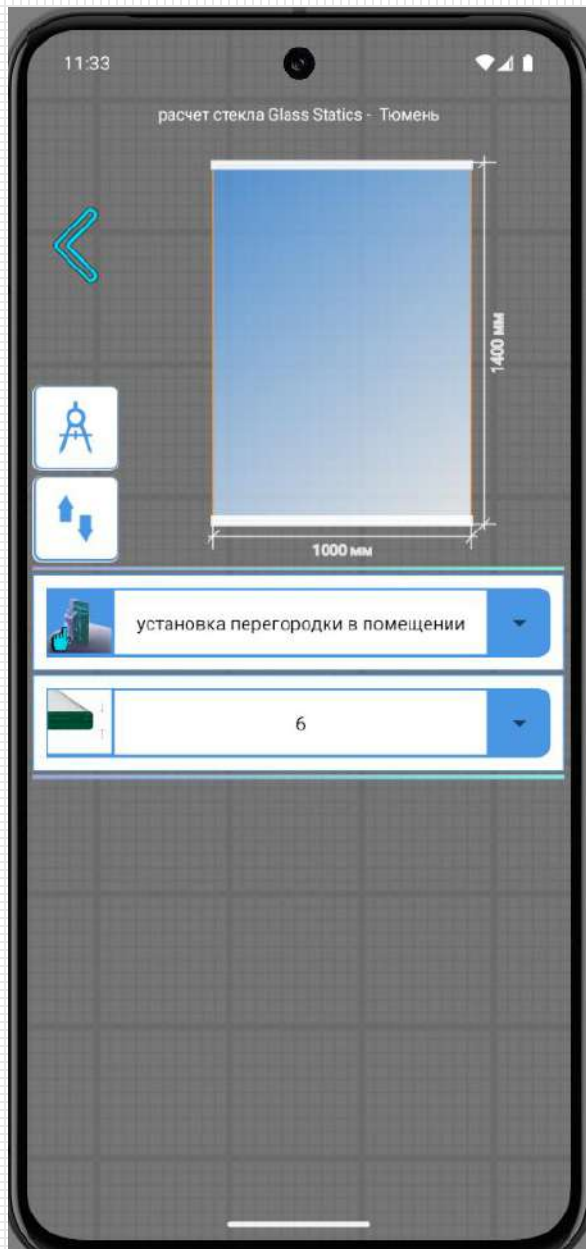 11:33
расчет стекла Glass Statics - Тюмень
1400 мм
1000 мм
установка перегородки в помещении
6